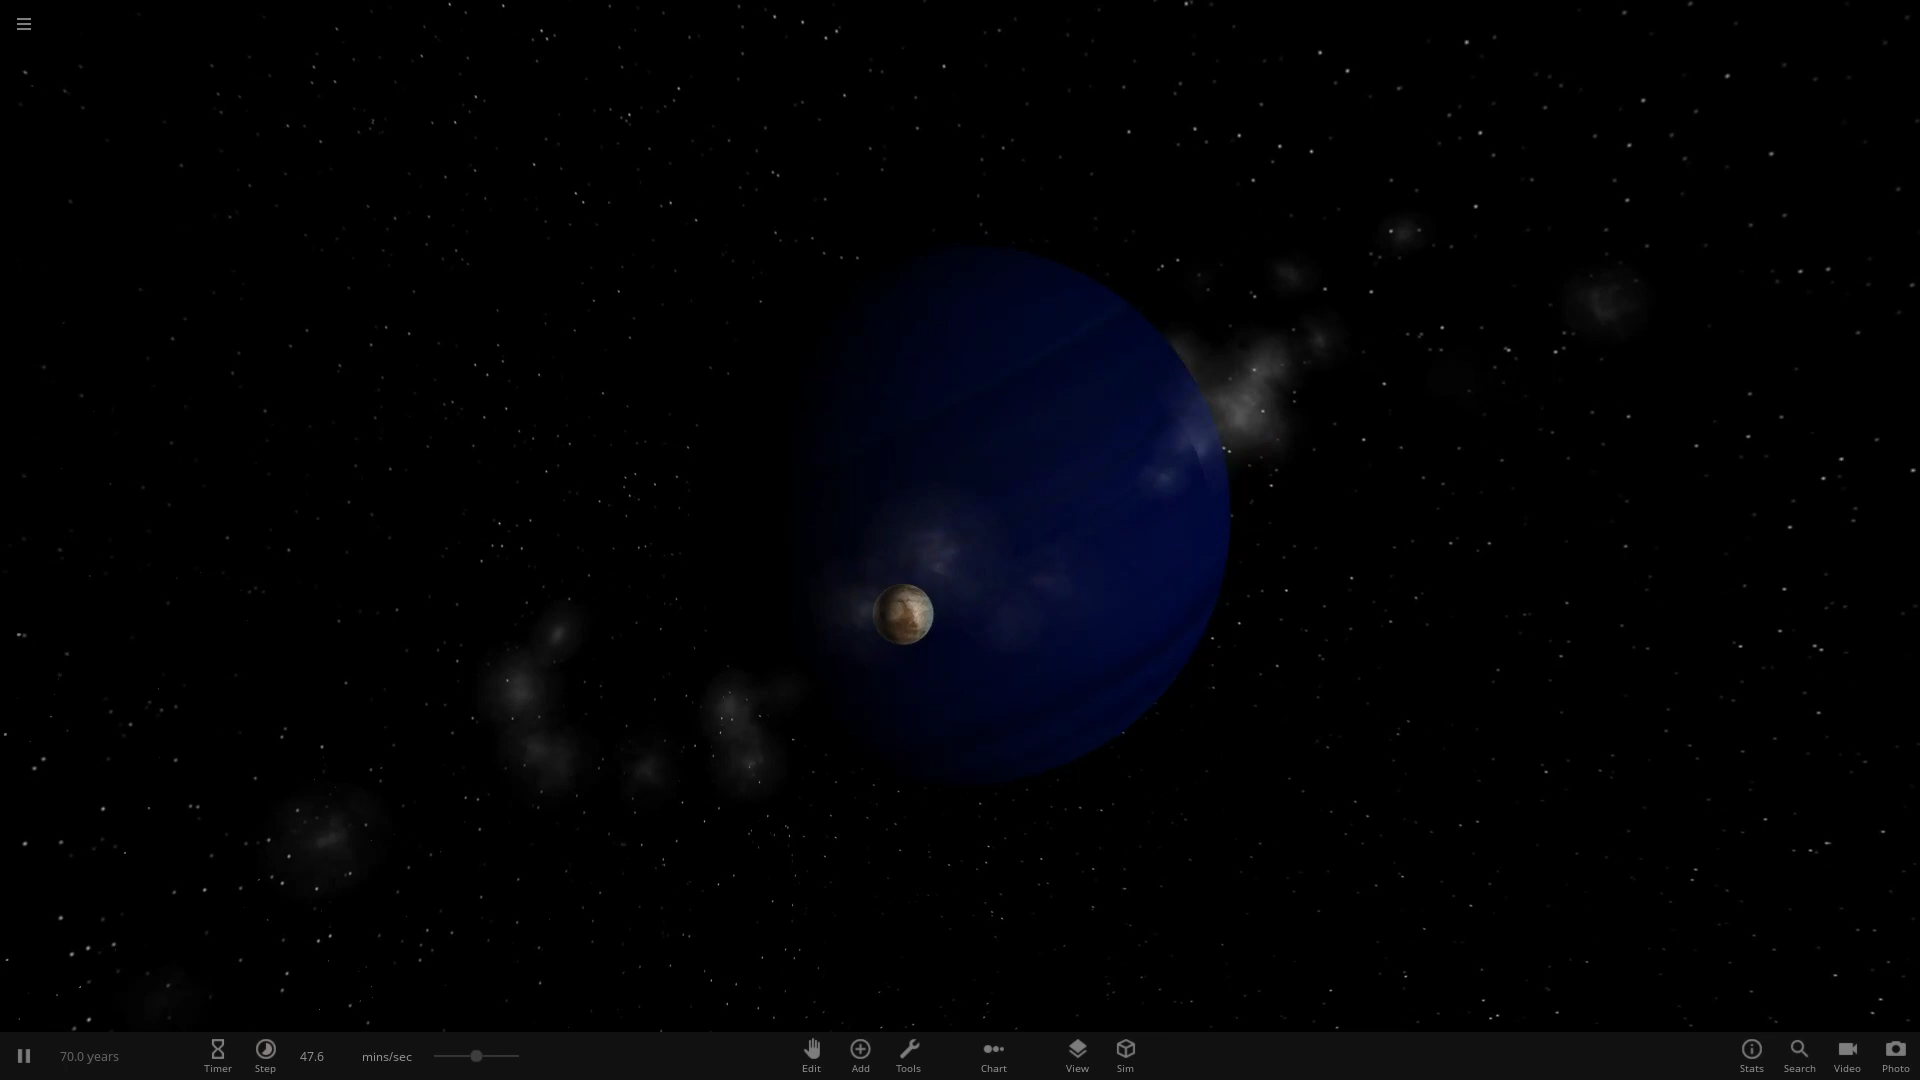 70.0 years
Timer
Step
47.6 mins/sec
Edit
Add
Tools
Chart
View
Sim
Stats
Search
Video
Photo